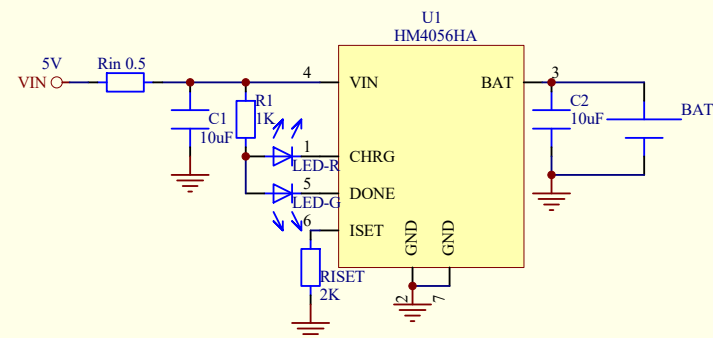 U1
HM4056HA
5V
Rin 0.5
VIN
4
VIN
BAT
3
R1
1K
C1
10uF
C2
10uF
BAT
1
CHRG
LED-R
5
DONE
LED-G
6
ISET
GND
GND
RISET
2K
2
7